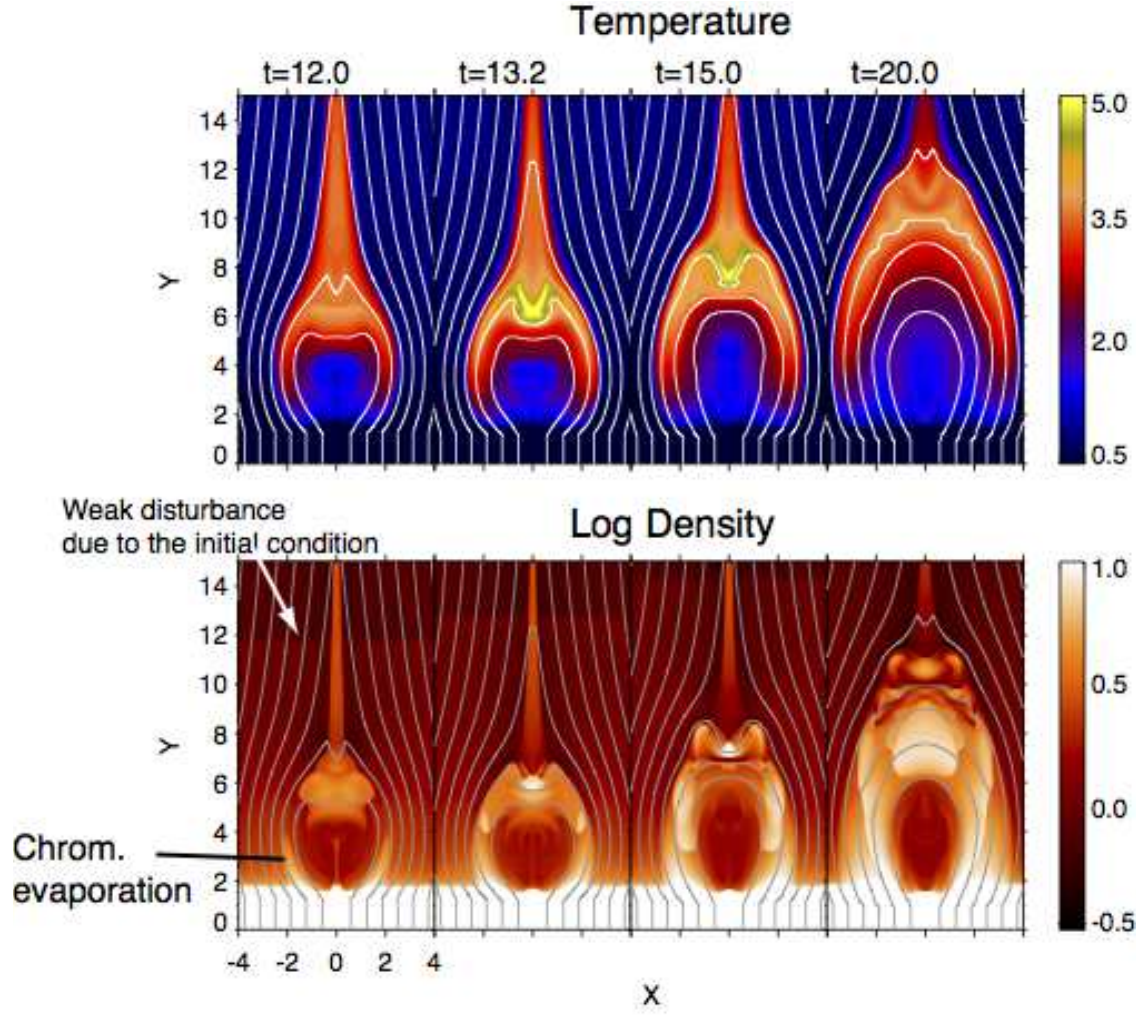 Temperature
t=12.0 t=13.2 t=15.0 t=20.0
14
12
10
8
6
4
2
0
Y
5.0
3.5
2.0
0.5
Weak disturbance
due to the initial condition
Log Density
14
12
10
8
6
4
2
0
Y
1.0
0.5
0.0
-0.5
Chrom.
evaporation
-4 -2 0 2 4
X